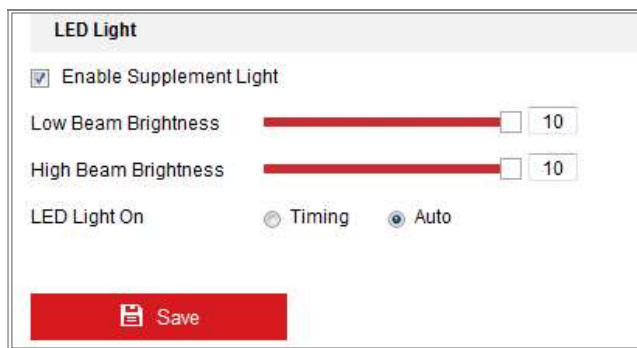 LED Light
Enable Supplement Light
Low Beam Brightness 10
High Beam Brightness 10
LED Light On Timing Auto
Save